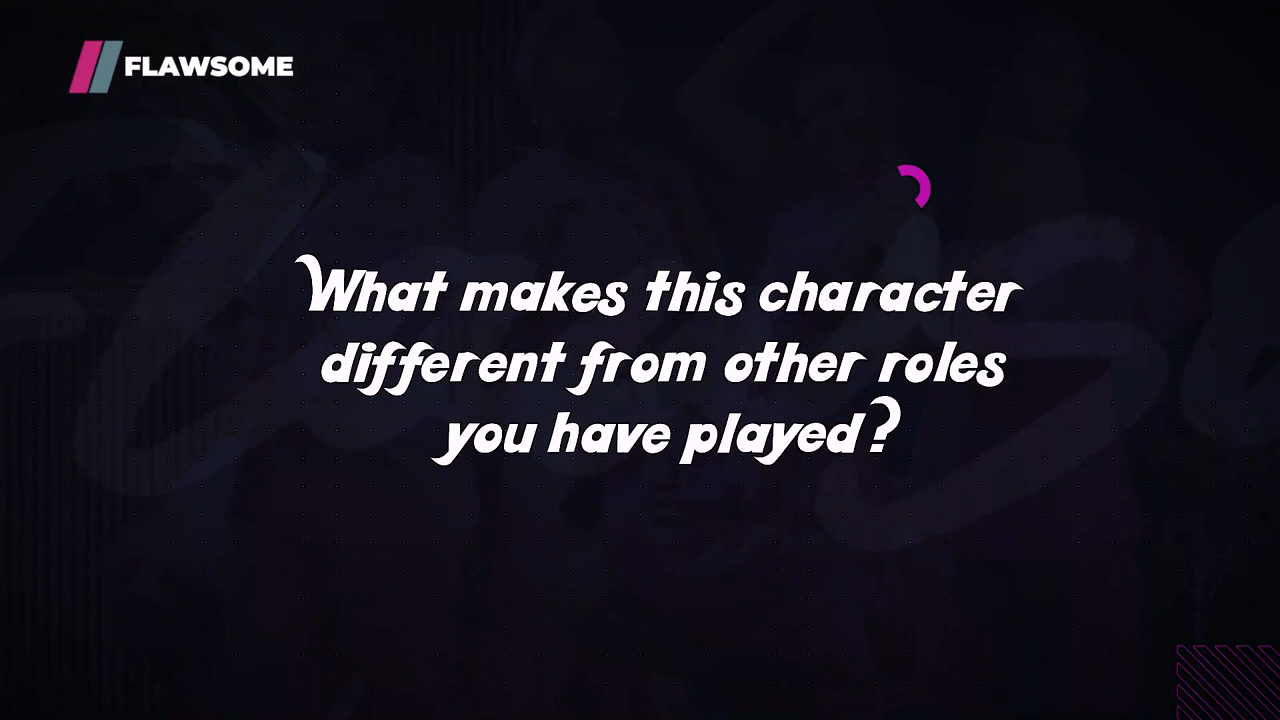 FLAWSOME
What makes this character
different from other roles
you have played?